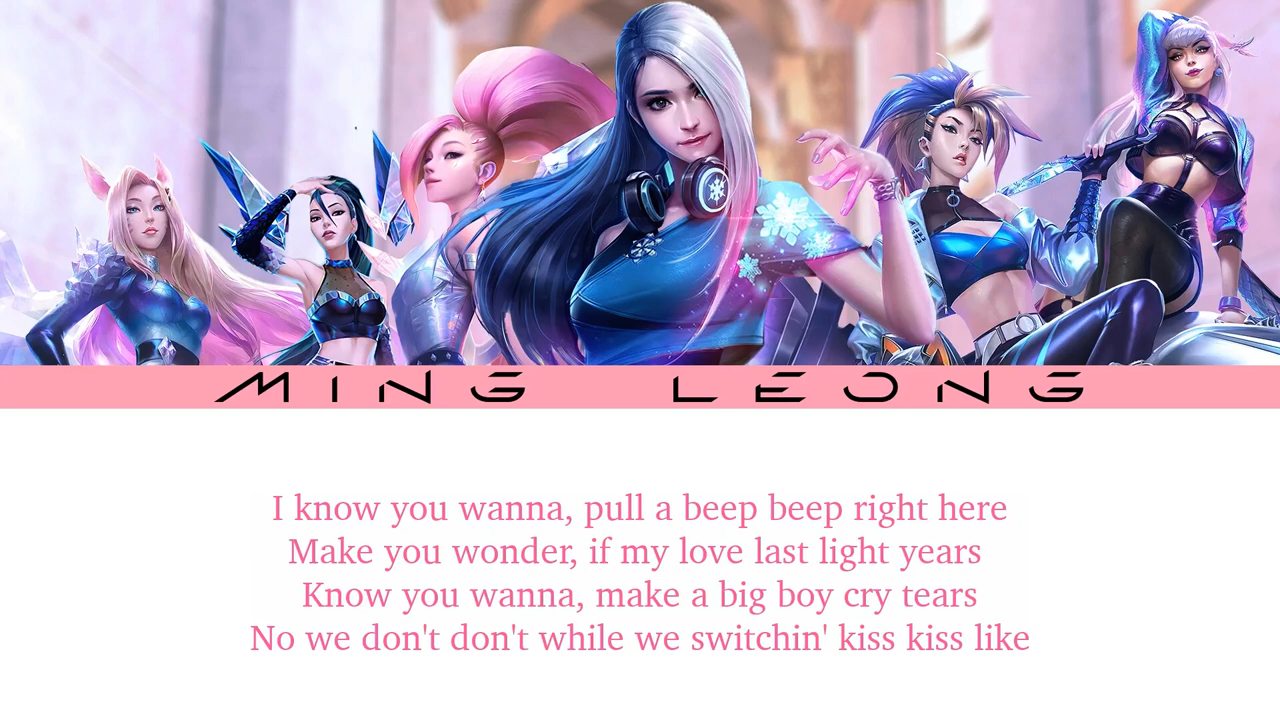 MING LEONG
I know you wanna, pull a beep beep right here
Make you wonder, if my love last light years
Know you wanna, make a big boy cry tears
No we don't don't while we switchin' kiss kiss like